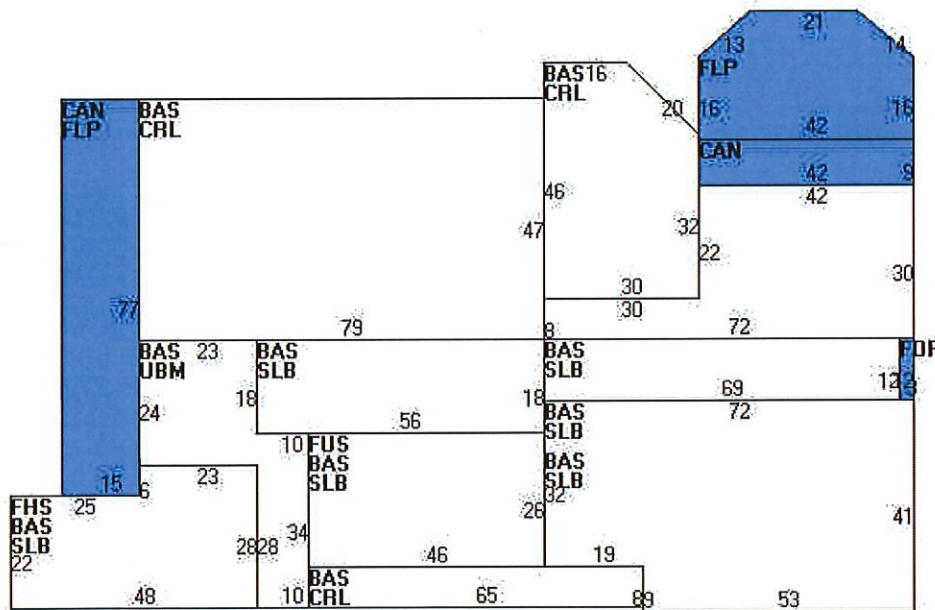 21
13 14
FLP
BAS16
CRL
CAN
FLP
BAS
CRL
20 16 16
42
CAN
42 9
42
46
47 32 22
30
30
30
77
79 8 72
BAS 23
UBM
BAS
SLB
BAS
SLB
FOP
18 18 12
69
24 56 72
BAS
SLB
10 FUS
BAS
SLB
BAS
SLB
15 6 23 32
25
FHS
BAS
SLB
26 41
34
22 28 28 46 19
BAS
CRL
48 10 65 53